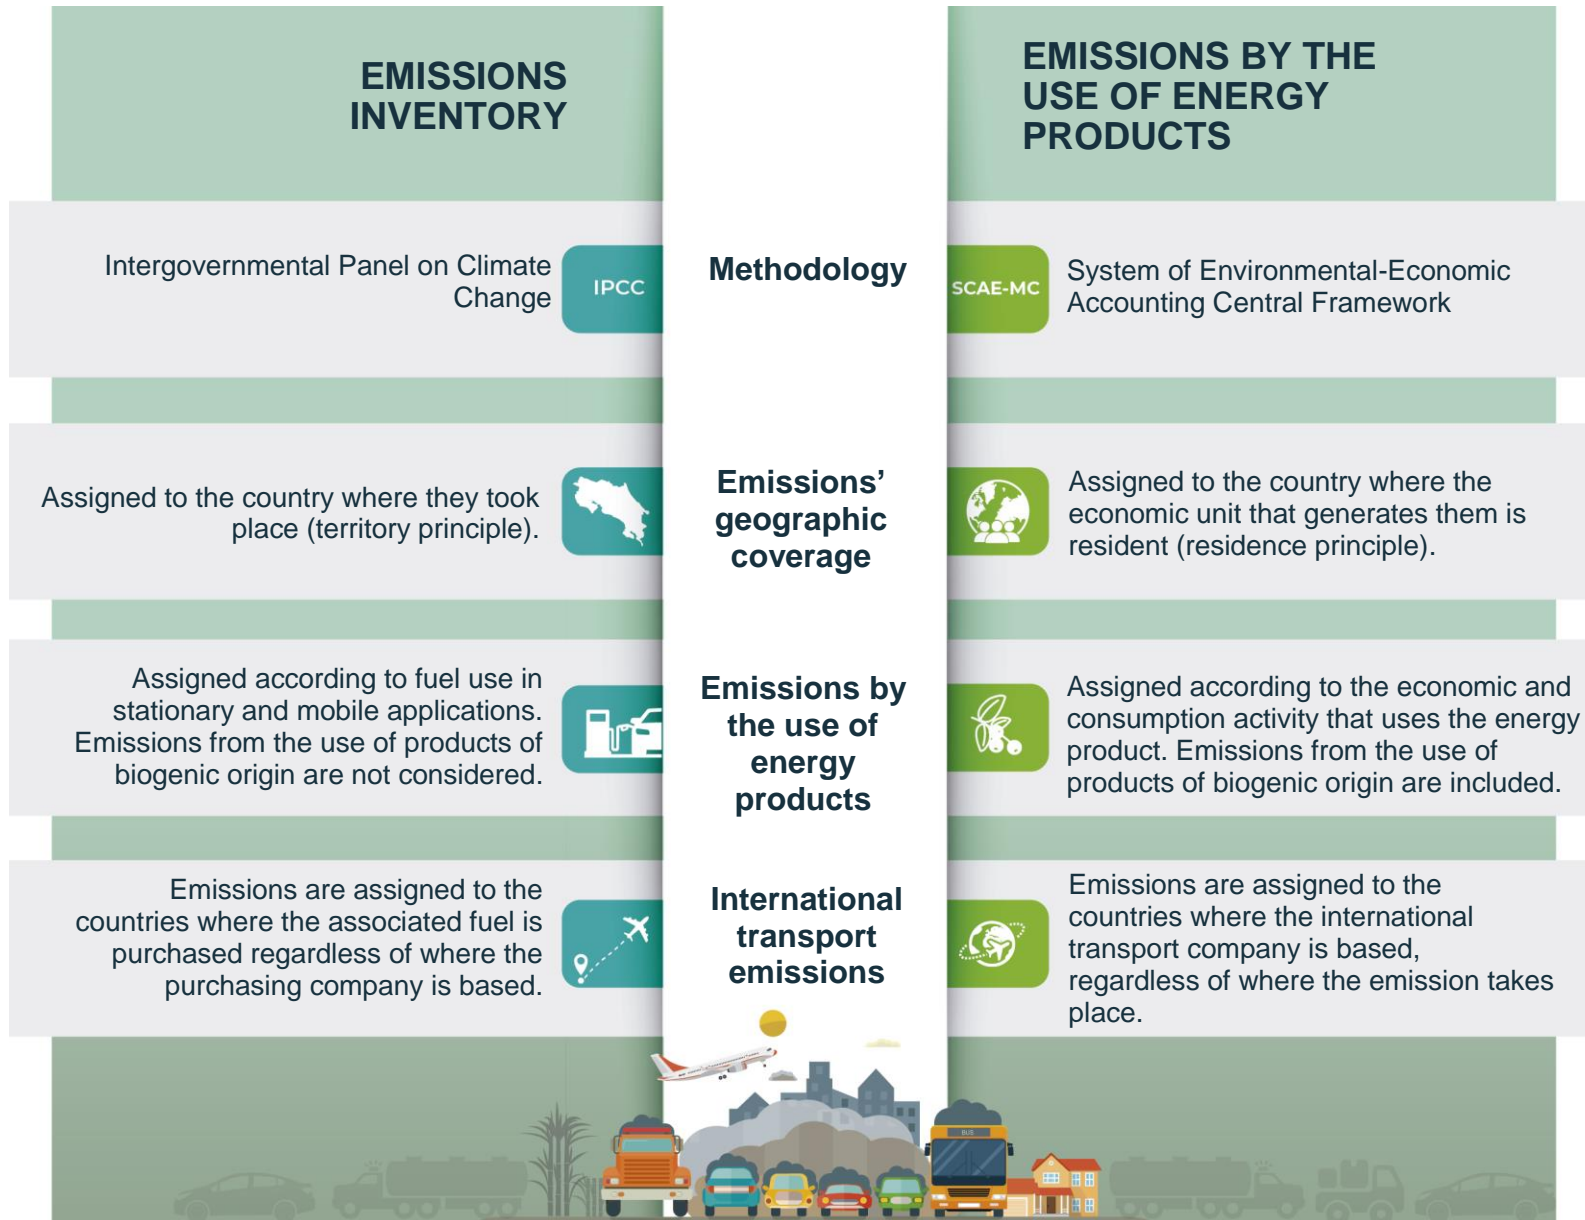 EMISSIONS
INVENTORY
EMISSIONS BY THE
USE OF ENERGY
PRODUCTS
Intergovernmental Panel on Climate
Change
IPCC
Methodology
SCAE-MC
System of Environmental-Economic
Accounting Central Framework
Assigned to the country where they took
place (territory principle).
Emissions’
geographic
coverage
Assigned to the country where the
economic unit that generates them is
resident (residence principle).
Assigned according to fuel use in
stationary and mobile applications.
Emissions from the use of products of
biogenic origin are not considered.
Emissions by
the use of
energy
products
Assigned according to the economic and
consumption activity that uses the energy
product. Emissions from the use of
products of biogenic origin are included.
Emissions are assigned to the
countries where the associated fuel is
purchased regardless of where the
purchasing company is based.
International
transport
emissions
Emissions are assigned to the
countries where the international
transport company is based,
regardless of where the emission takes
place.
BUS